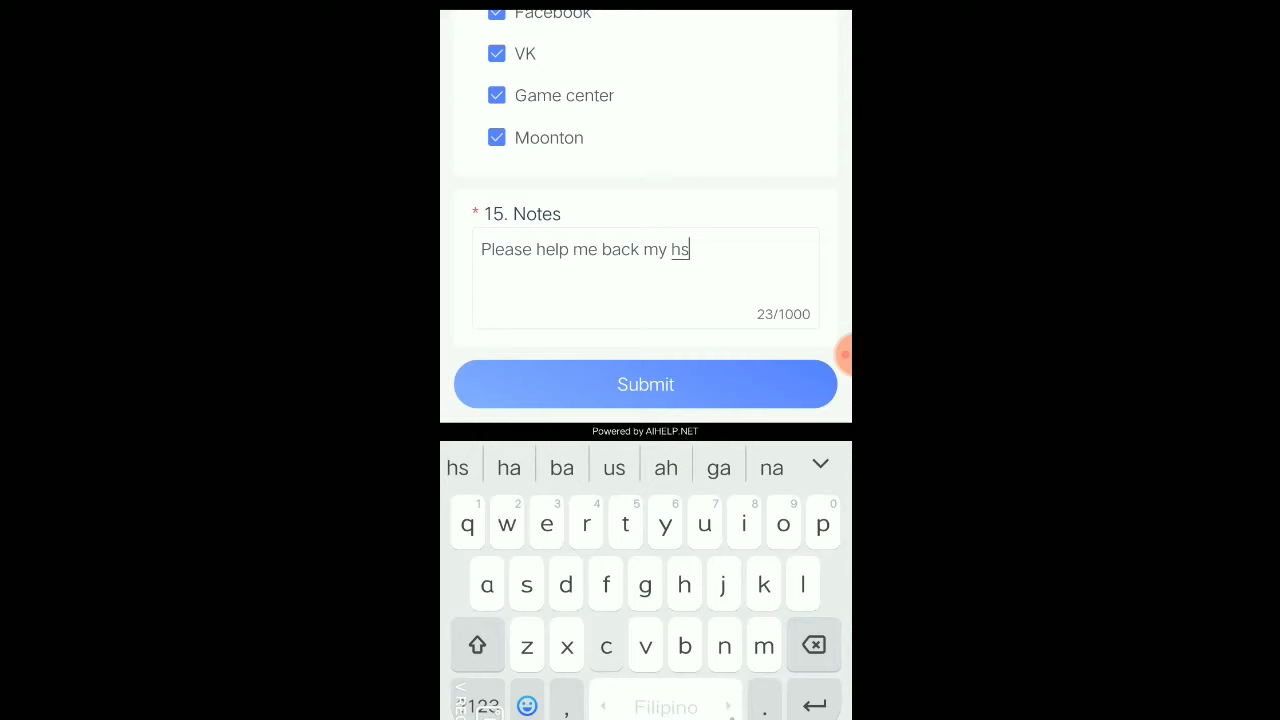 Facebook
VK
Game center
Moonton
* 15. Notes
Please help me back my hs
23/1000
Submit
Powered by AIHELP.NET
hs ha ba us ah ga na
1 2 3 4 5 6 7 8 9 0
q w e r t y u i o p
a s d f g h j k l
z x c v b n m
123 , Filipino .
V REC